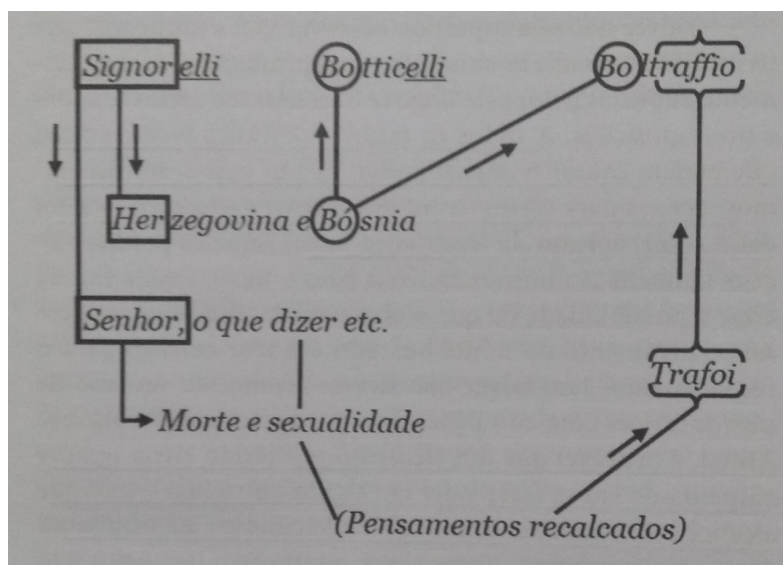 Signorelli Botticelli Boltraffio
Herzegovina e Bósnia
Senhor, o que dizer etc.
Trafoi
Morte e sexualidade
(Pensamentos recalcados)